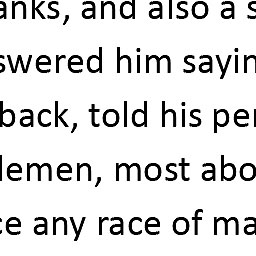 anks, and also a s
swered him sayin
back, told his per
lemen, most abo
ce any race of ma